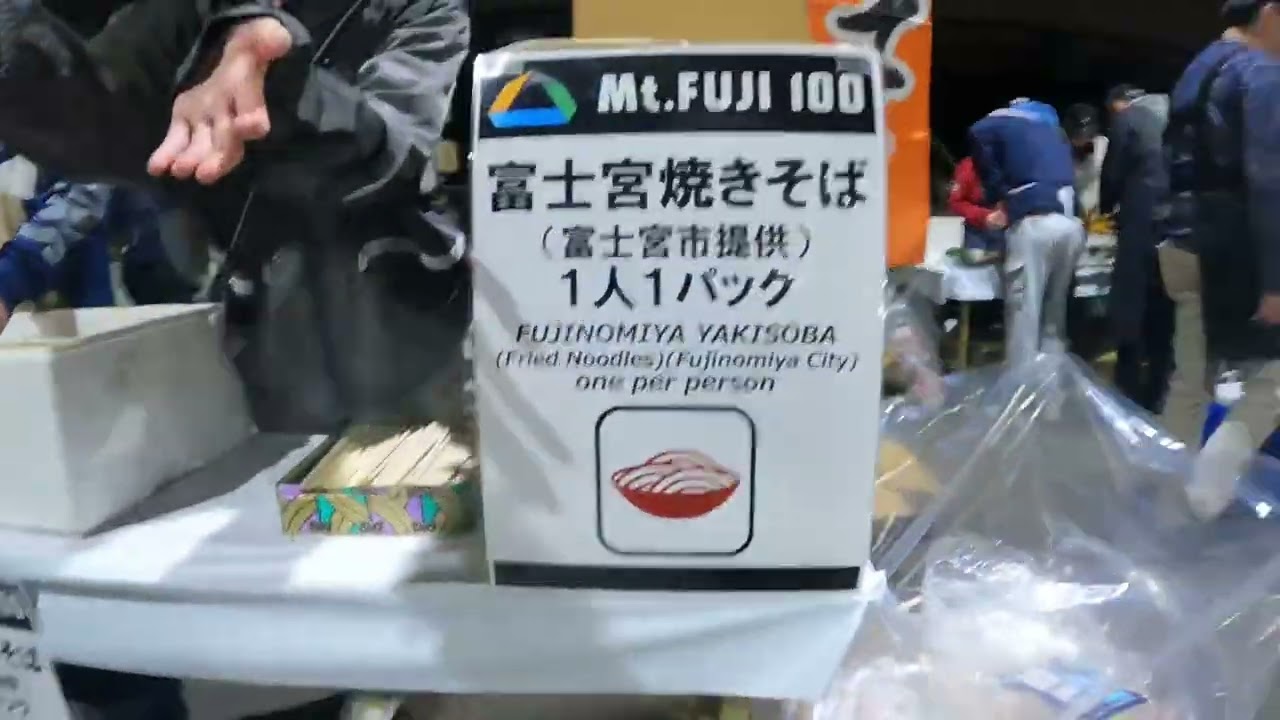 Mt.FUJI 100
富士宮焼きそば
（富士宮市提供）
1人1パック
FUJINOMIYA YAKISOBA
(Fried Noodles)(Fujinomiya City)
one per person